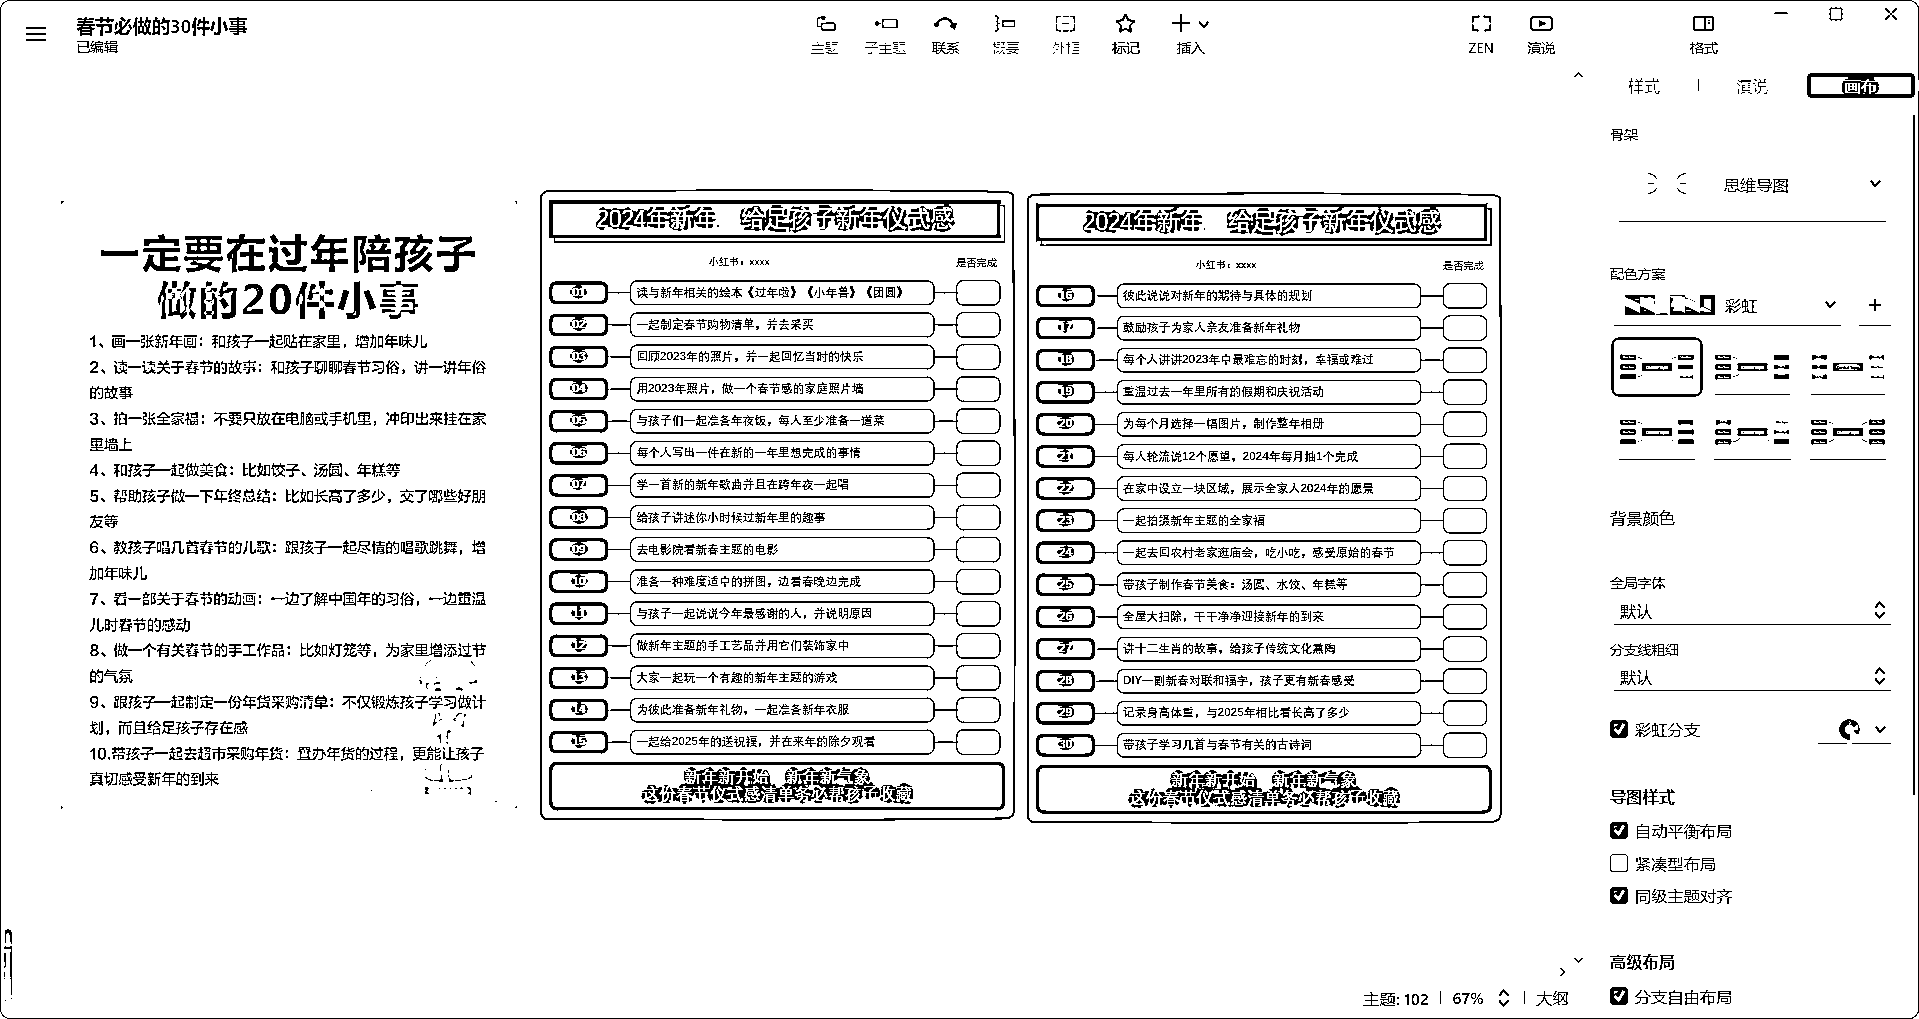 春节必做的30件小事
已编辑
主题
子主题
联系
概要
外框
标记
插入
ZEN
演说
格式
一定要在过年陪孩子
做的20件小事
1、画一张新年画：和孩子一起贴在家里，增加年味儿
2、读一读关于春节的故事：和孩子聊聊春节习俗，讲一讲年俗
的故事
3、拍一张全家福：不要只放在电脑或手机里，冲印出来挂在家
里墙上
4、和孩子一起做美食：比如饺子、汤圆、年糕等
5、帮助孩子做一下年终总结：比如长高了多少，交了哪些好朋
友等
6、教孩子唱几首春节的儿歌：跟孩子一起尽情的唱歌跳舞，增
加年味儿
7、看一部关于春节的动画：一边了解中国年的习俗，一边重温
儿时春节的感动
8、做一个有关春节的手工作品：比如灯笼等，为家里增添过节
的气氛
9、跟孩子一起制定一份年货采购清单：不仅锻炼孩子学习做计
划，而且给足孩子存在感
10.带孩子一起去超市采购年货：置办年货的过程，更能让孩子
真切感受新年的到来
2024年新年. 给足孩子新年仪式感
小红书：xxxx
是否完成
01 读与新年相关的绘本《过年啦》《小年兽》《团圆》
02 一起制定春节购物清单，并去采买
03 回顾2023年的照片，并一起回忆当时的快乐
04 用2023年照片，做一个春节感的家庭照片墙
05 与孩子们一起准备年夜饭，每人至少准备一道菜
06 每个人写出一件在新的一年里想完成的事情
07 学一首新的新年歌曲并且在跨年夜一起唱
08 给孩子讲述你小时候过新年里的趣事
09 去电影院看新春主题的电影
10 准备一种难度适中的拼图，边看春晚边完成
11 与孩子一起说说今年最感谢的人，并说明原因
12 做新年主题的手工艺品并用它们装饰家中
13 大家一起玩一个有趣的新年主题的游戏
14 为彼此准备新年礼物，一起准备新年衣服
15 一起给2025年的送祝福，并在来年的除夕观看
新年新开始 新年新气象
这份春节仪式感清单务必帮孩子收藏
2024年新年. 给足孩子新年仪式感
小红书：xxxx
是否完成
16 彼此说说对新年的期待与具体的规划
17 鼓励孩子为家人亲友准备新年礼物
18 每个人讲讲2023年中最难忘的时刻，幸福或难过
19 重温过去一年里所有的假期和庆祝活动
20 为每个月选择一幅图片，制作整年相册
21 每人轮流说12个愿望，2024年每月抽1个完成
22 在家中设立一块区域，展示全家人2024年的愿景
23 一起拍摄新年主题的全家福
24 一起去回农村老家逛庙会，吃小吃，感受原始的春节
25 带孩子制作春节美食：汤圆、水饺、年糕等
26 全屋大扫除，干干净净迎接新年的到来
27 讲十二生肖的故事，给孩子传统文化熏陶
28 DIY一副新春对联和福字，孩子更有新春感受
29 记录身高体重，与2025年相比看长高了多少
30 带孩子学习几首与春节有关的古诗词
新年新开始 新年新气象
这份春节仪式感清单务必帮孩子收藏
样式
演说
画布
骨架
思维导图
配色方案
彩虹
背景颜色
全局字体
默认
分支线粗细
默认
彩虹分支
导图样式
自动平衡布局
紧凑型布局
同级主题对齐
高级布局
分支自由布局
主题: 102
67%
大纲